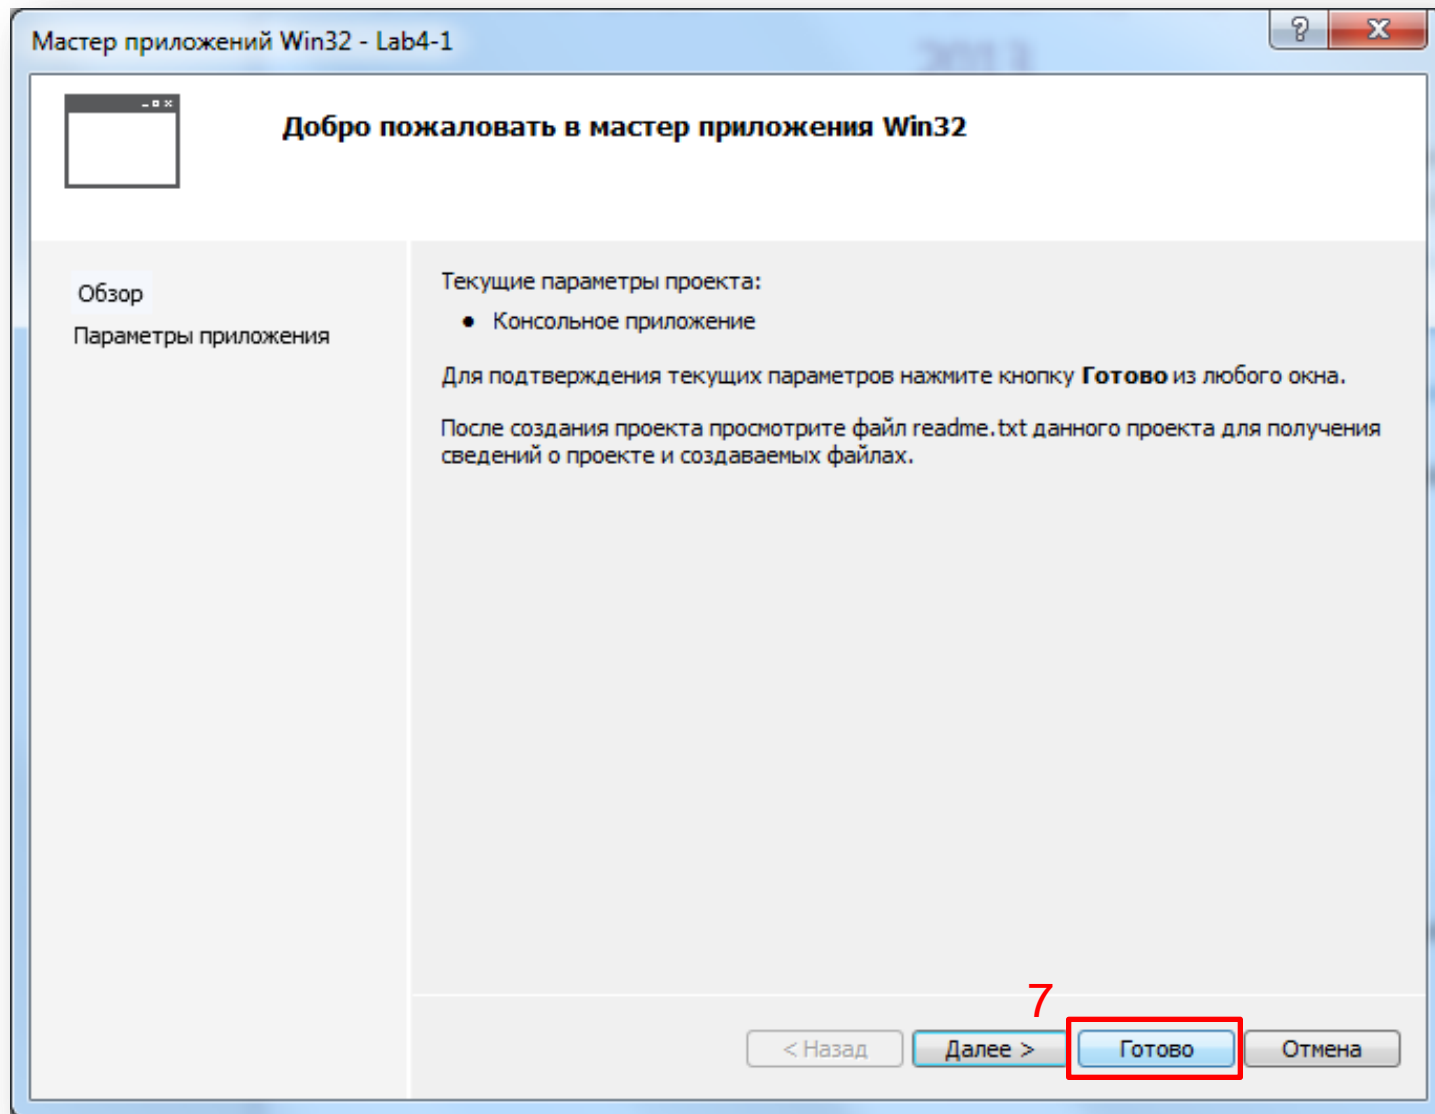 Мастер приложений Win32 - Lab4-1
2013
Добро пожаловать в мастер приложения Win32
Обзор
Параметры приложения
Текущие параметры проекта:
• Консольное приложение
Для подтверждения текущих параметров нажмите кнопку Готово из любого окна.
После создания проекта просмотрите файл readme.txt данного проекта для получения
сведений о проекте и создаваемых файлах.
7
< Назад Далее > Готово Отмена